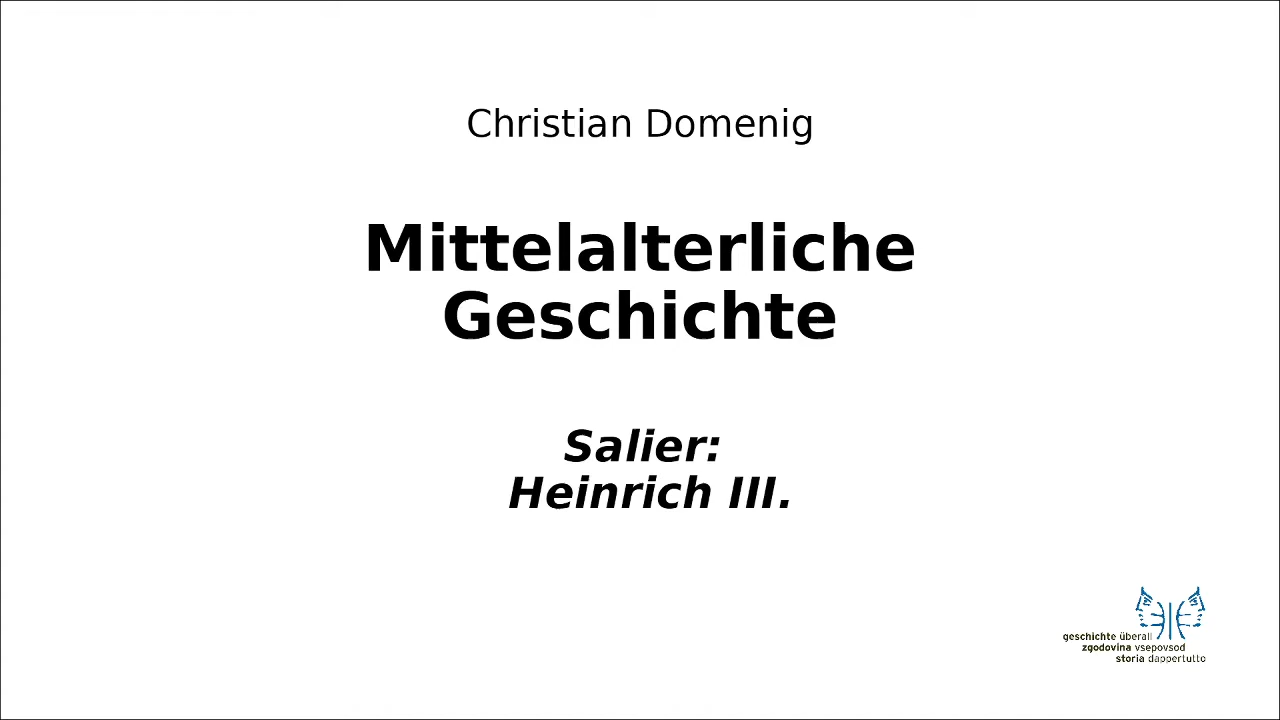 Christian Domenig
Mittelalterliche
Geschichte
Salier:
Heinrich III.
geschichte überall
zgodovina vsepovsod
storia dappertutto